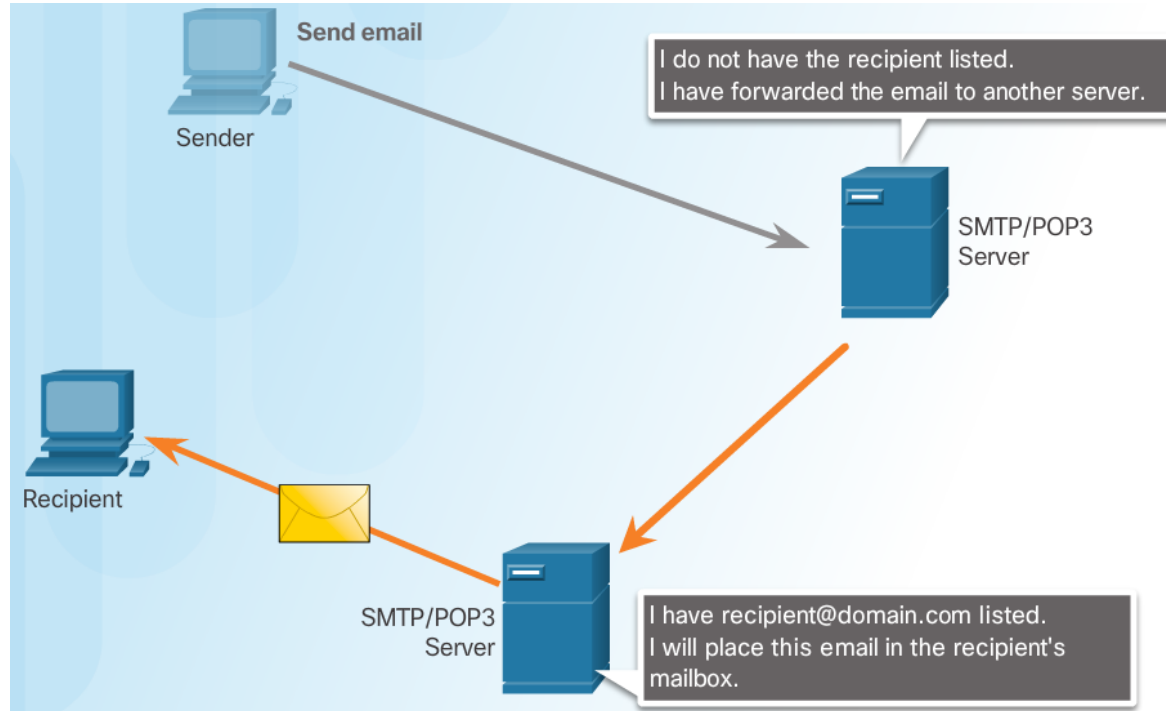 Send email
I do not have the recipient listed.
I have forwarded the email to another server.
Sender
SMTP/POP3
Server
Recipient
SMTP/POP3
Server
I have recipient@domain.com listed.
I will place this email in the recipient's
mailbox.